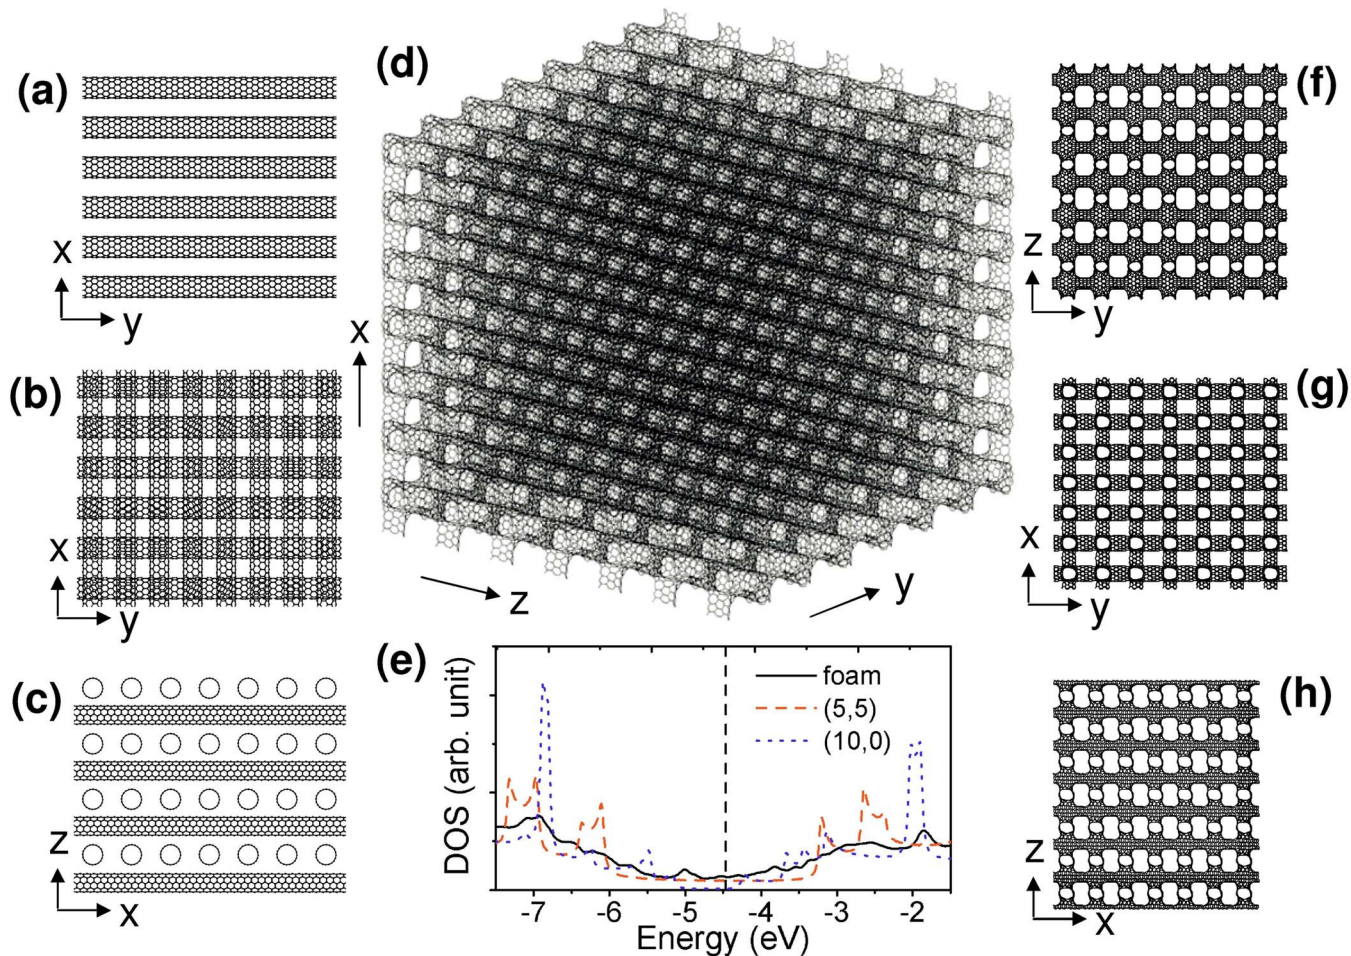 (a)
x
y
(b)
x
y
(c)
z
x
(d)
x
z
y
(e)
DOS (arb. unit)
foam
(5,5)
(10,0)
-7 -6 -5 -4 -3 -2
Energy (eV)
(f)
z
y
(g)
x
y
(h)
z
x